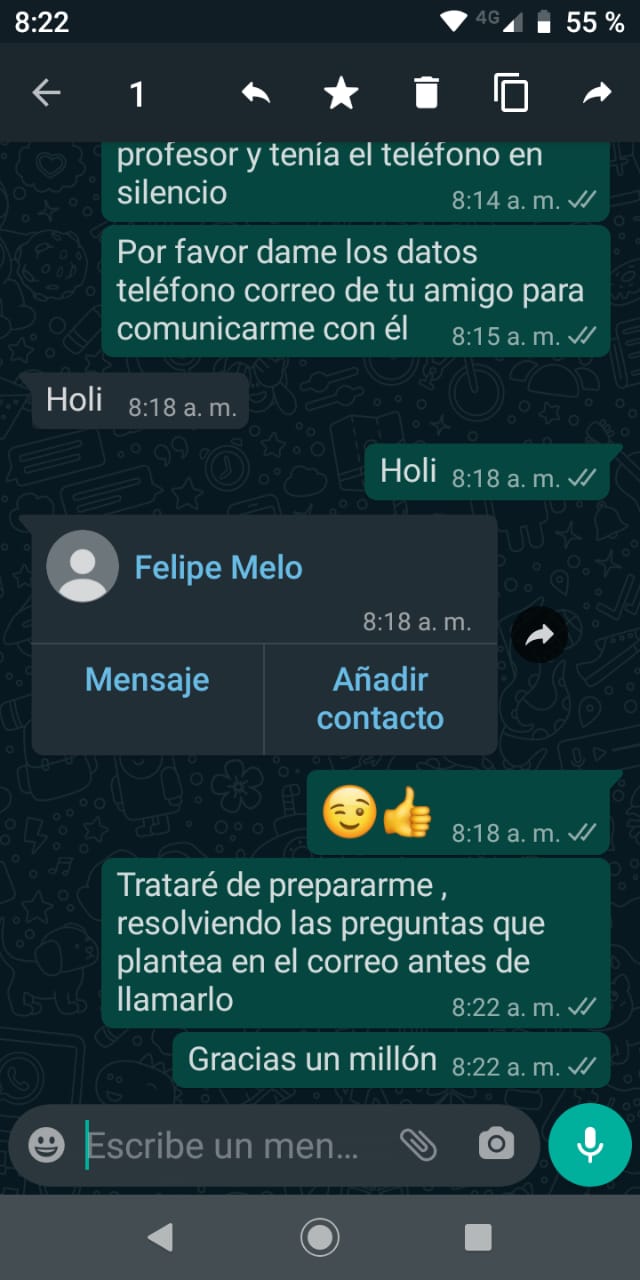 8:22
4G
55 %
1
profesor y tenía el teléfono en
silencio
8:14 a. m.
Por favor dame los datos
teléfono correo de tu amigo para
comunicarme con él
8:15 a. m.
Holi
8:18 a. m.
Holi
8:18 a. m.
Felipe Melo
8:18 a. m.
Mensaje
Añadir
contacto
8:18 a. m.
Trataré de prepararme ,
resolviendo las preguntas que
plantea en el correo antes de
llamarlo
8:22 a. m.
Gracias un millón
8:22 a. m.
Escribe un men...